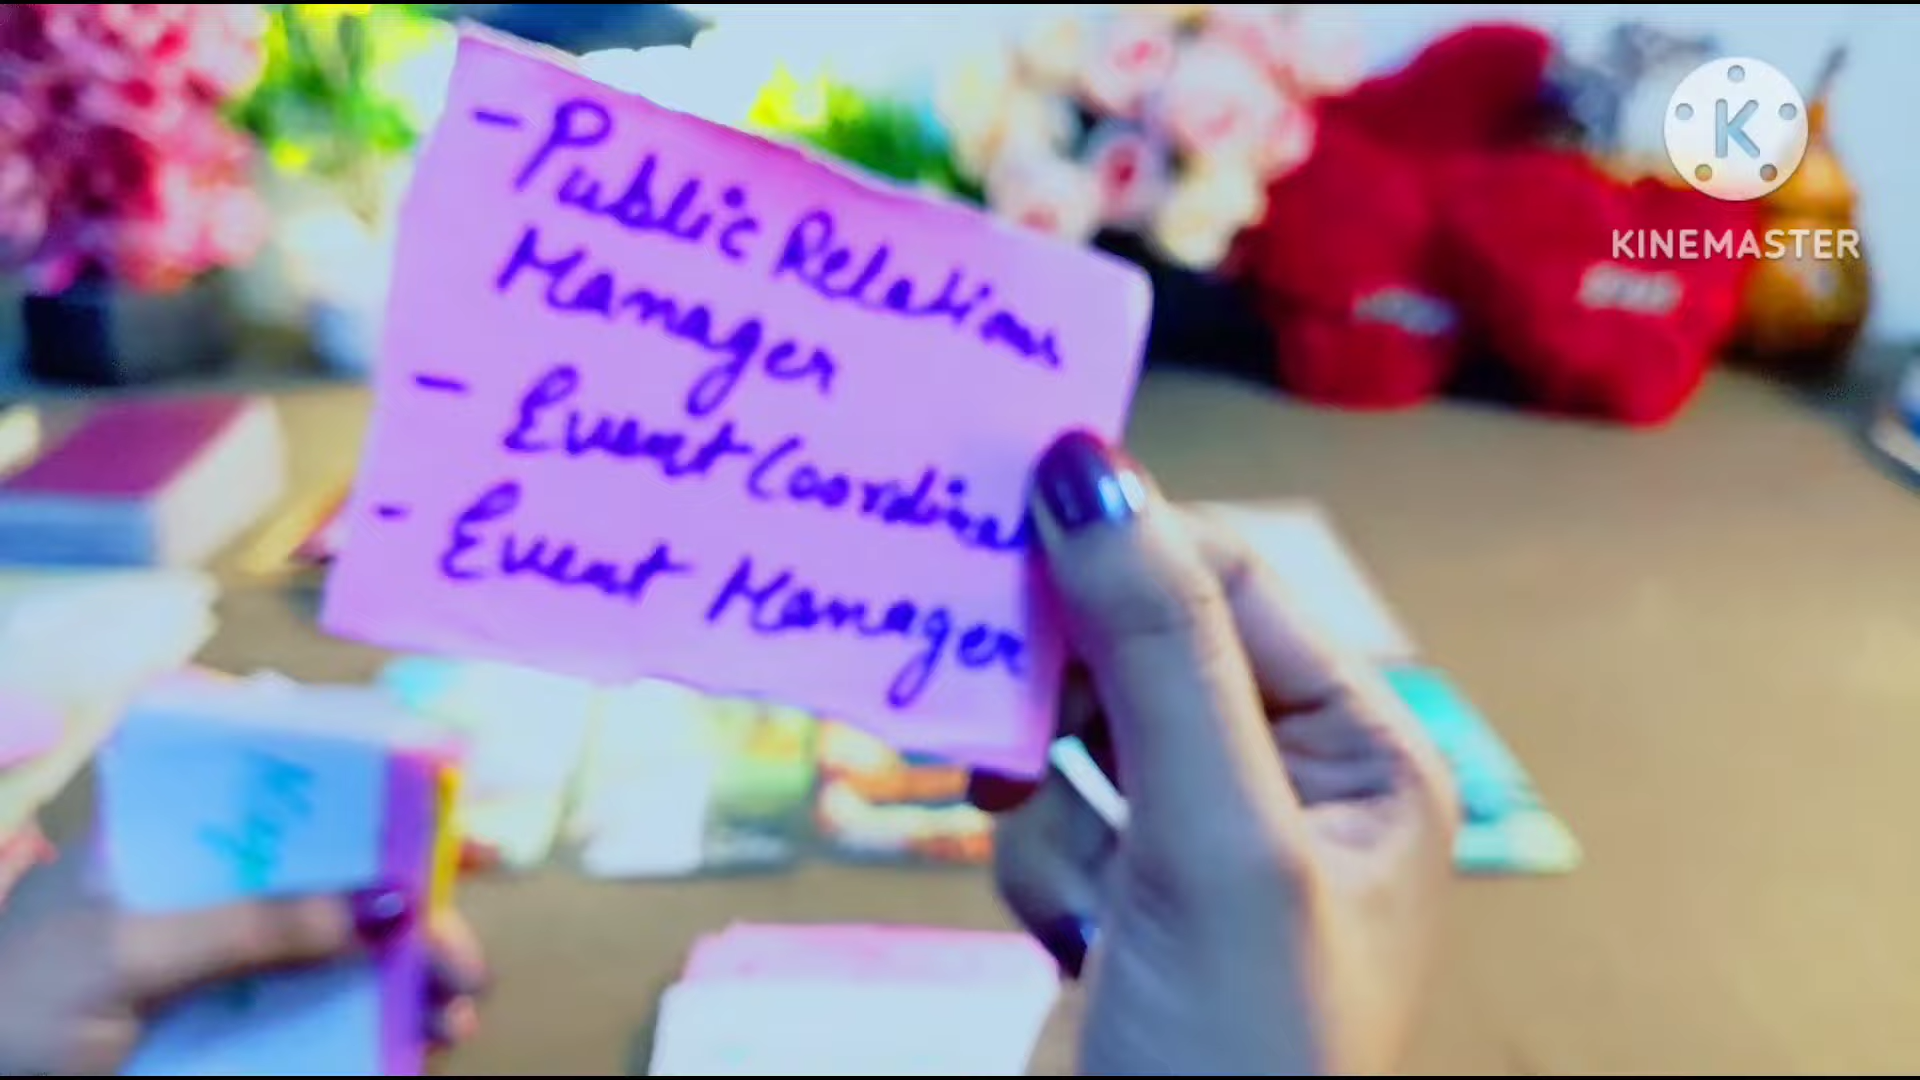 - Public Relations
Manager
- Event Coordinat
- Event Manager
K
KINEMASTER